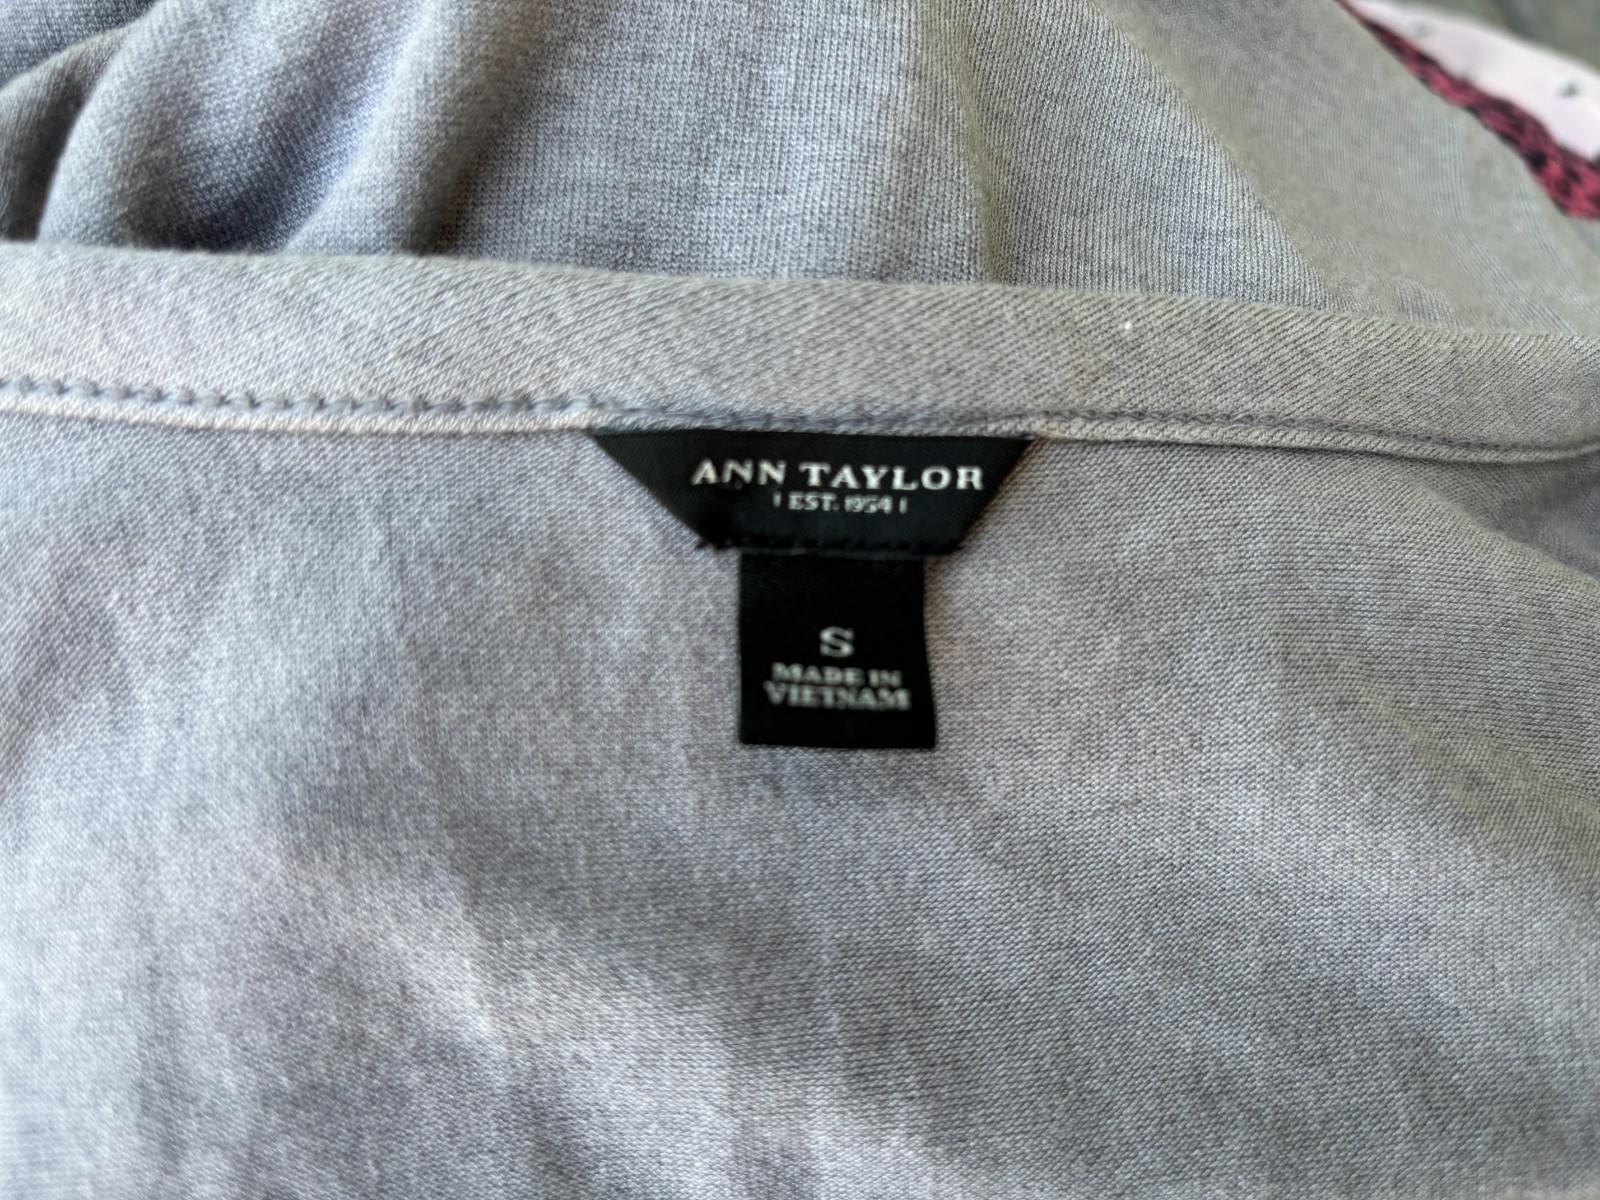 ANN TAYLOR
| EST. 1954 |
S
MADE IN
VIETNAM